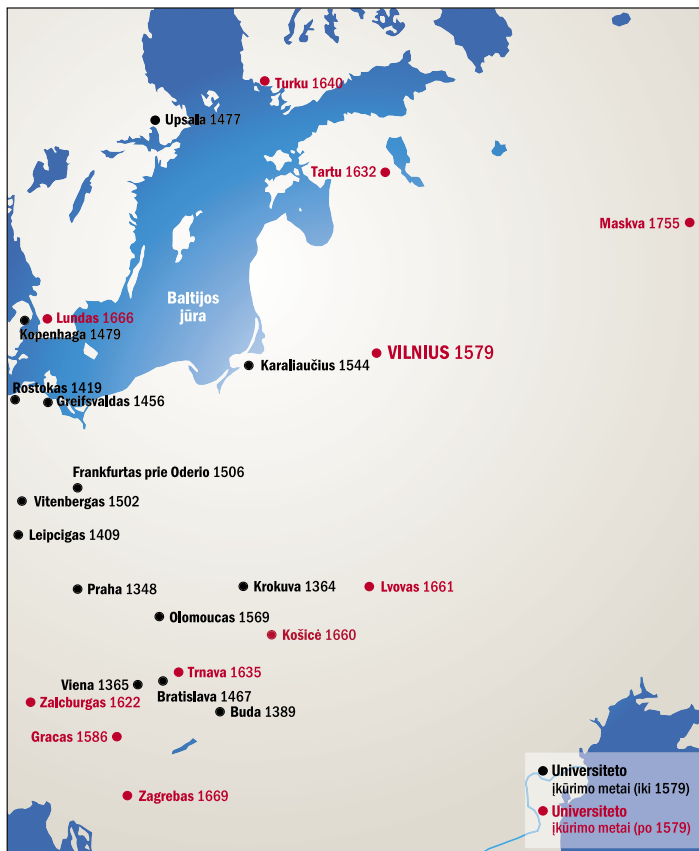 Turku 1640
Upsala 1477
Tartu 1632
Maskva 1755
Baltijos
jūra
Lundas 1666
Kopenhaga 1479
VILNIUS 1579
Karaliaučius 1544
Rostokas 1419
Greifsvaldas 1456
Frankfurtas prie Oderio 1506
Vitenbergas 1502
Leipcigas 1409
Praha 1348
Krokuva 1364
Lvovas 1661
Olomoucas 1569
Košicė 1660
Trnava 1635
Viena 1365
Bratislava 1467
Zalcburgas 1622
Buda 1389
Gracas 1586
Zagrebas 1669
Universiteto
įkūrimo metai (iki 1579)
Universiteto
įkūrimo metai (po 1579)